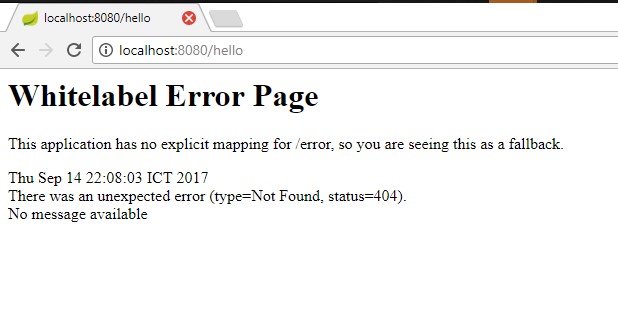 localhost:8080/hello
localhost:8080/hello
Whitelabel Error Page
This application has no explicit mapping for /error, so you are seeing this as a fallback.
Thu Sep 14 22:08:03 ICT 2017
There was an unexpected error (type=Not Found, status=404).
No message available